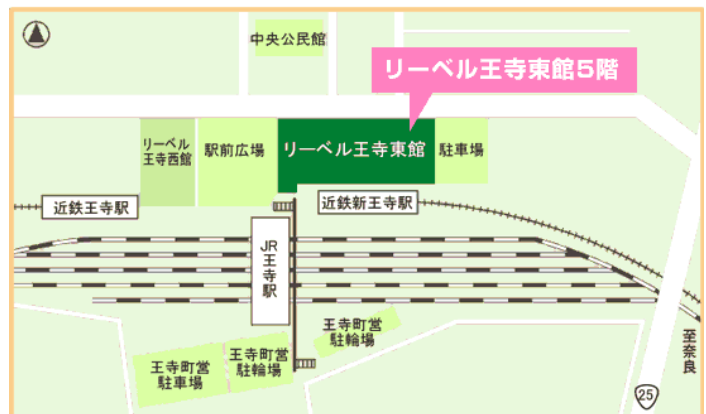 中央公民館
リーベル王寺東館5階
リーベル
王寺西館
駅前広場
リーベル王寺東館
駐車場
近鉄王寺駅
近鉄新王寺駅
JR王寺駅
王寺町営
駐輪場
王寺町営
駐輪場
王寺町営
駐車場
至奈良
25